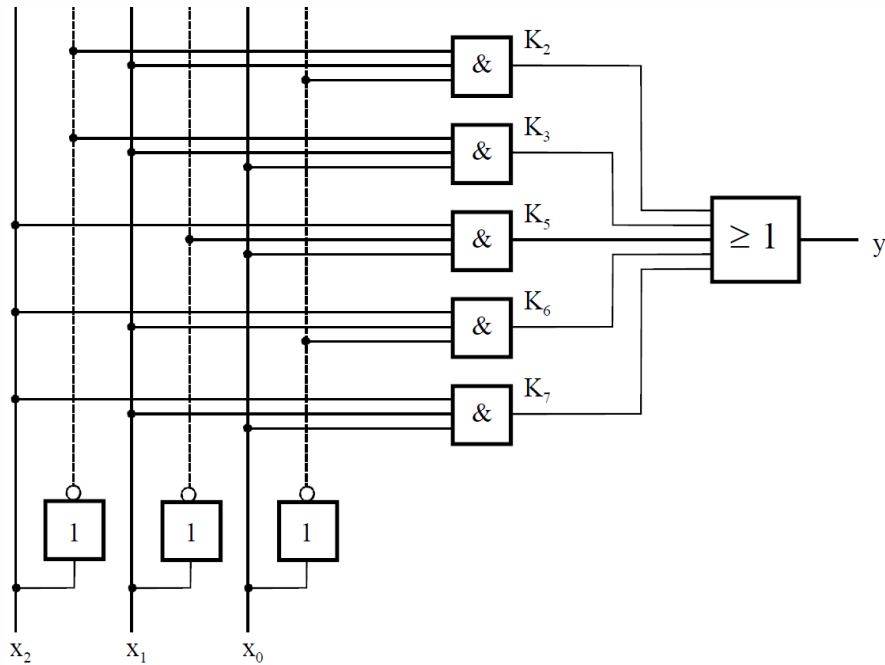 K₂
&
K₃
&
K₅
&
≥ 1
y
K₆
&
K₇
&
1
1
1
x₂
x₁
x₀